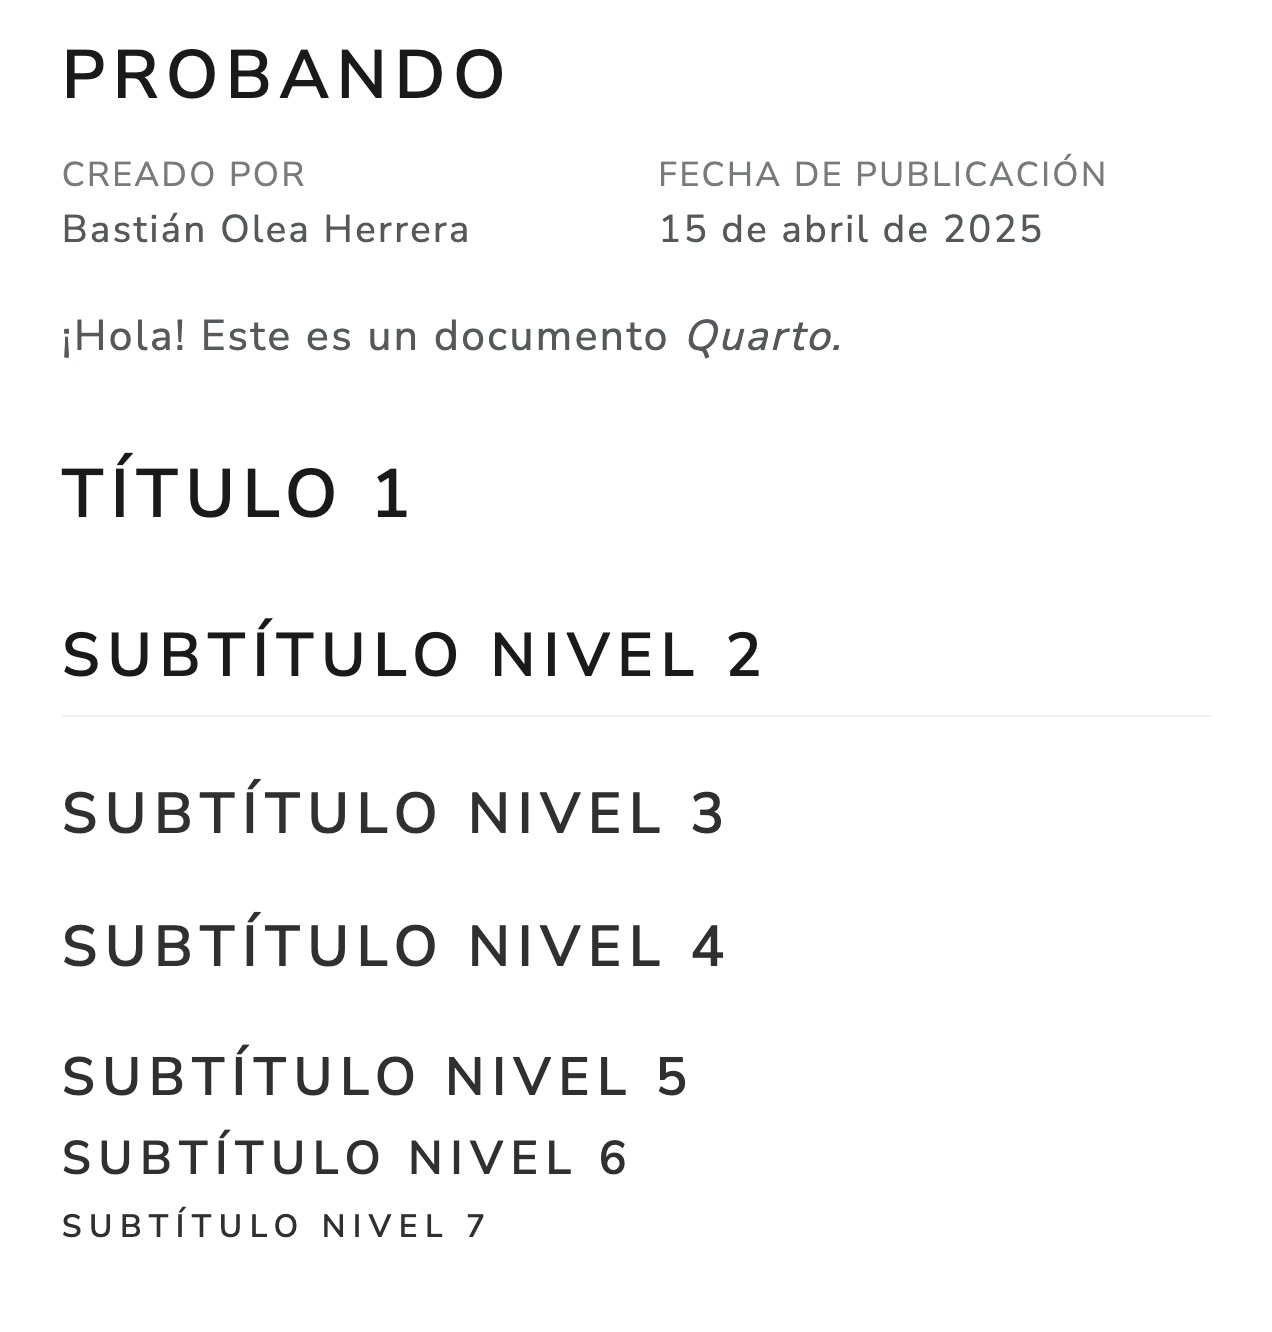 PROBANDO
CREADO POR
Bastián Olea Herrera
FECHA DE PUBLICACIÓN
15 de abril de 2025
¡Hola! Este es un documento Quarto.
TÍTULO 1
SUBTÍTULO NIVEL 2
SUBTÍTULO NIVEL 3
SUBTÍTULO NIVEL 4
SUBTÍTULO NIVEL 5
SUBTÍTULO NIVEL 6
SUBTÍTULO NIVEL 7